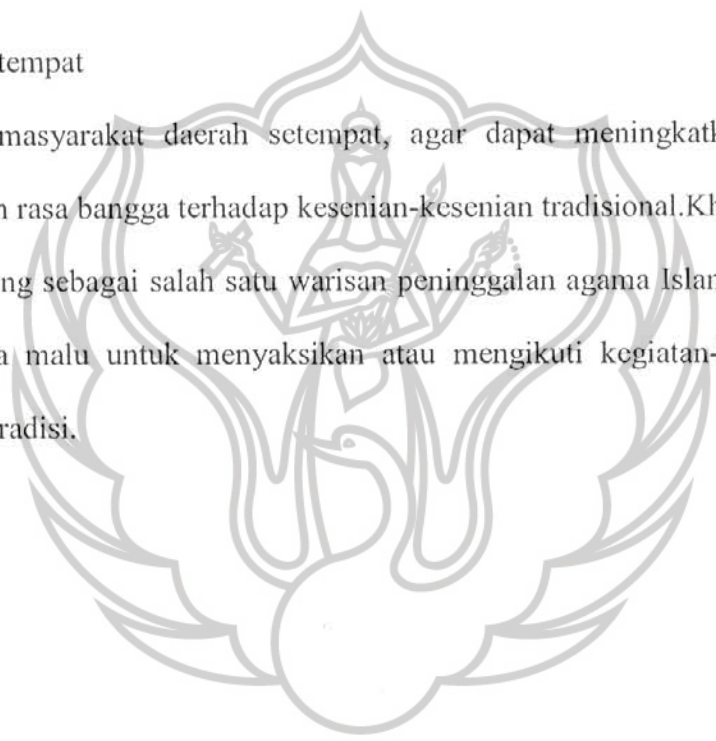 tempat
masyarakat daerah setempat, agar dapat meningkatk
n rasa bangga terhadap kesenian-kesenian tradisional.Kh
ng sebagai salah satu warisan peninggalan agama Islan
a malu untuk menyaksikan atau mengikuti kegiatan-
radisi.